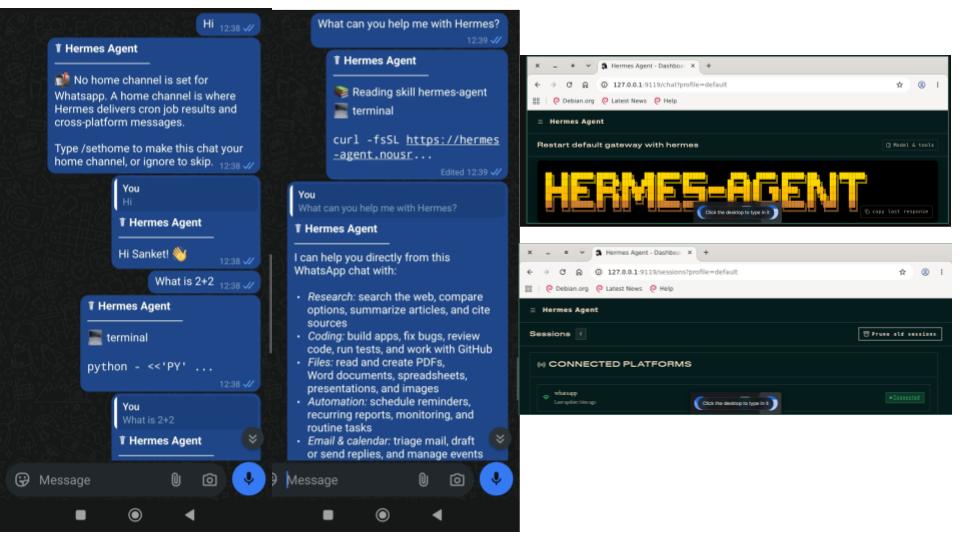 Hi 12:38
Hermes Agent
No home channel is set for
Whatsapp. A home channel is where
Hermes delivers cron job results and
cross-platform messages.
Type /sethome to make this chat your
home channel, or ignore to skip. 12:38
You
Hi
Hermes Agent
Hi Sanket! 👋
12:38
What is 2+2 12:38
Hermes Agent
terminal
python - <<'PY' ...
12:38
You
What is 2+2
Hermes Agent
Message
What can you help me with Hermes?
12:39
Hermes Agent
Reading skill hermes-agent
terminal
curl -fsSL https://hermes
-agent.nousr...
Edited 12:39
You
What can you help me with Hermes?
Hermes Agent
I can help you directly from this
WhatsApp chat with:
• Research: search the web, compare
options, summarize articles, and cite
sources
• Coding: build apps, fix bugs, review
code, run tests, and work with GitHub
• Files: read and create PDFs,
Word documents, spreadsheets,
presentations, and images
• Automation: schedule reminders,
recurring reports, monitoring, and
routine tasks
• Email & calendar: triage mail, draft
or send replies, and manage events
Message
Hermes Agent - Dashboa
127.0.0.1:9119/chat?profile=default
Debian.org Latest News Help
Hermes Agent
Restart default gateway with hermes
Model & tools
HERMES-AGENT
Click the desktop to type in it
copy last response
Hermes Agent - Dashboa
127.0.0.1:9119/sessions?profile=default
Debian.org Latest News Help
Hermes Agent
Sessions
Prune old sessions
CONNECTED PLATFORMS
whatsapp
Connected
Click the desktop to type in it